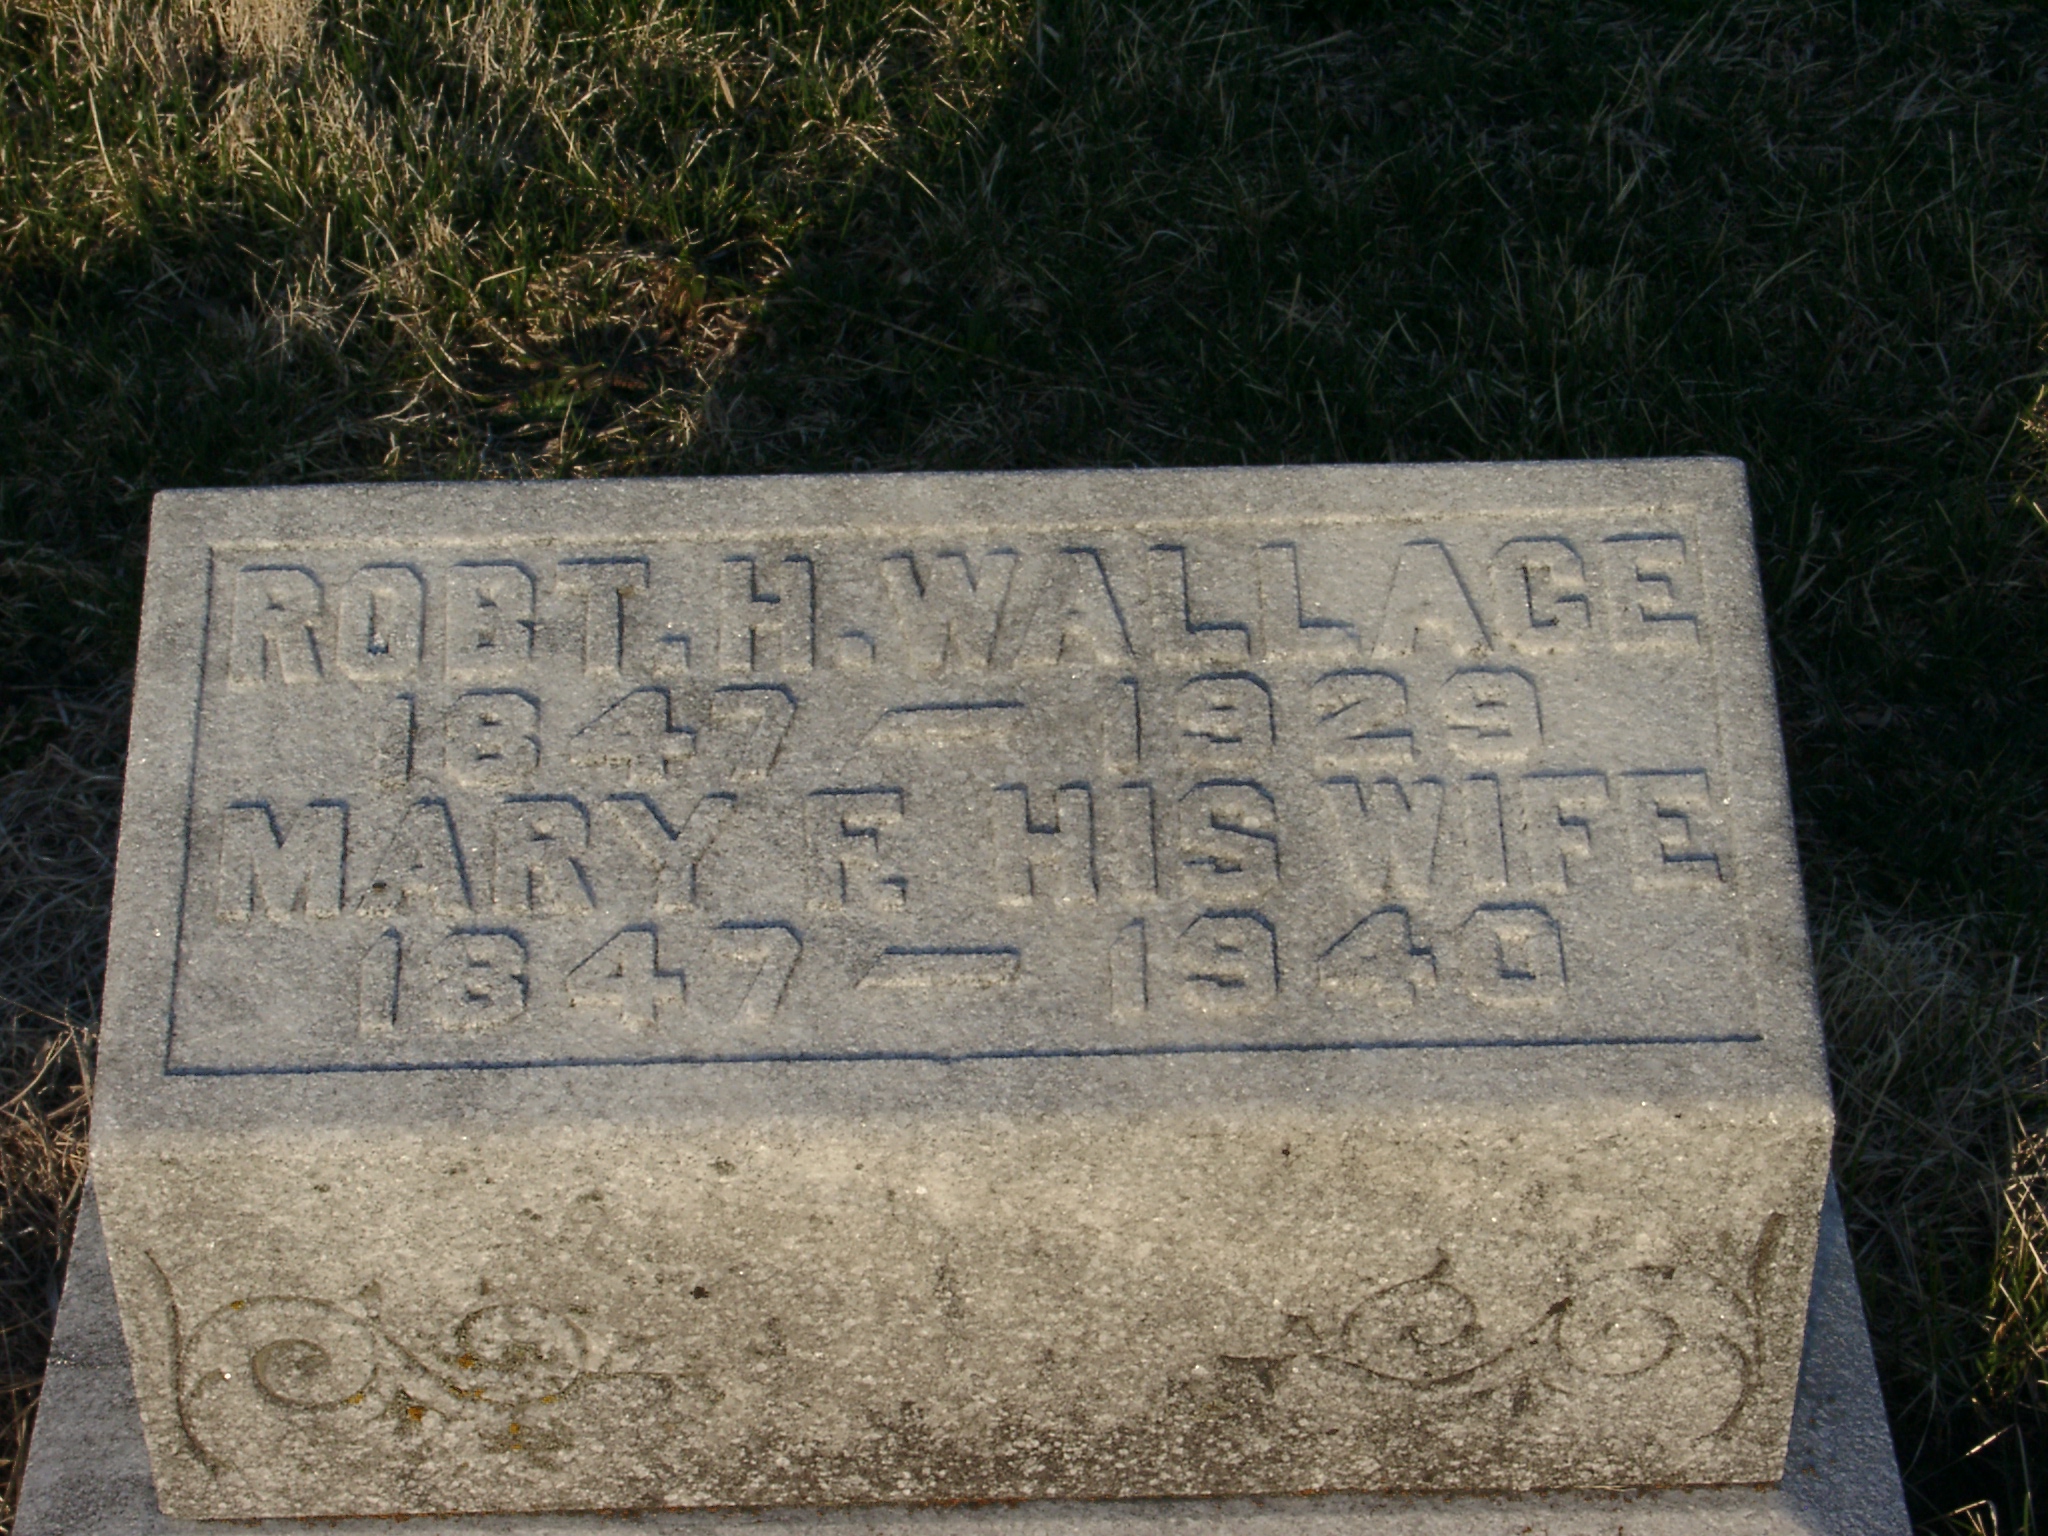 ROBT. H. WALLACE
1847 — 1929
MARY E. HIS WIFE
1847 — 1940